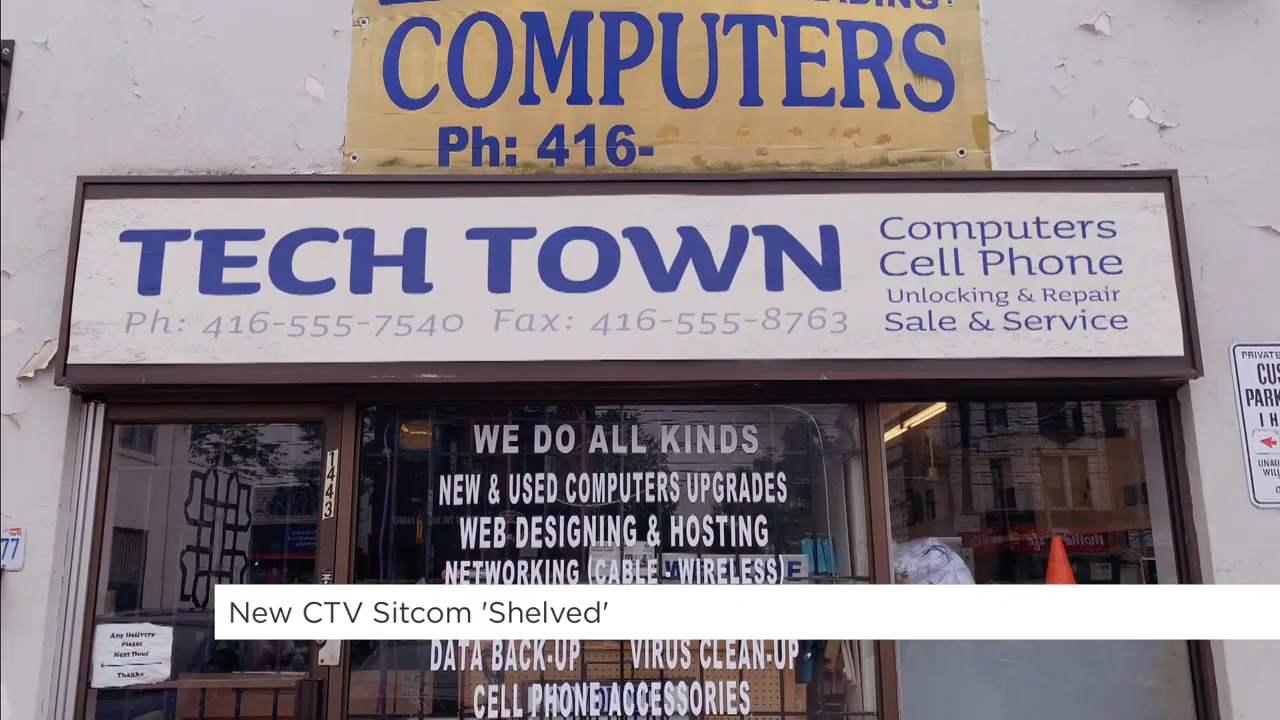 COMPUTERS
Ph: 416-
TECH TOWN
Ph: 416-555-7540 Fax: 416-555-8763
Computers
Cell Phone
Unlocking & Repair
Sale & Service
1443
WE DO ALL KINDS
NEW & USED COMPUTERS UPGRADES
WEB DESIGNING & HOSTING
NETWORKING (CABLE - WIRELESS)
New CTV Sitcom 'Shelved'
DATA BACK-UP VIRUS CLEAN-UP
CELL PHONE ACCESSORIES
Any Delivery
Please
Next Door
Thanks
77
PRIVATE